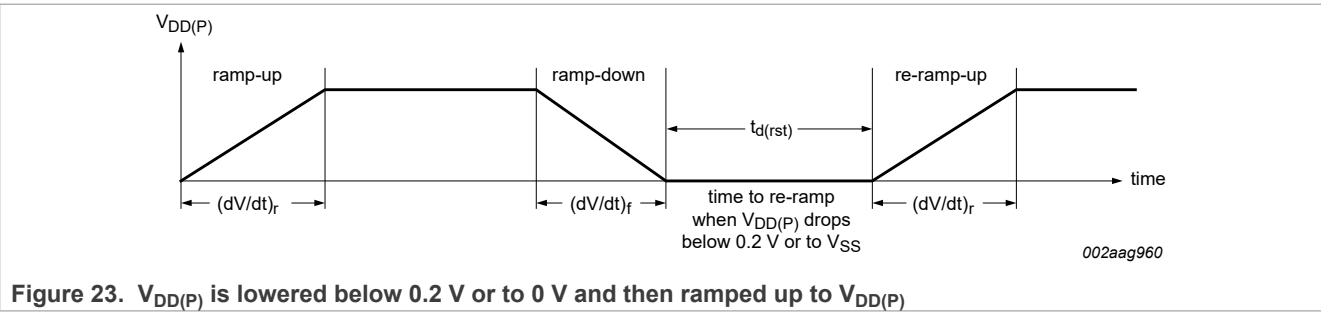 VDD(P)
ramp-up
ramp-down
re-ramp-up
td(rst)
time
(dV/dt)r
(dV/dt)f
time to re-ramp
when VDD(P) drops
below 0.2 V or to VSS
(dV/dt)r
002aag960
Figure 23. VDD(P) is lowered below 0.2 V or to 0 V and then ramped up to VDD(P)